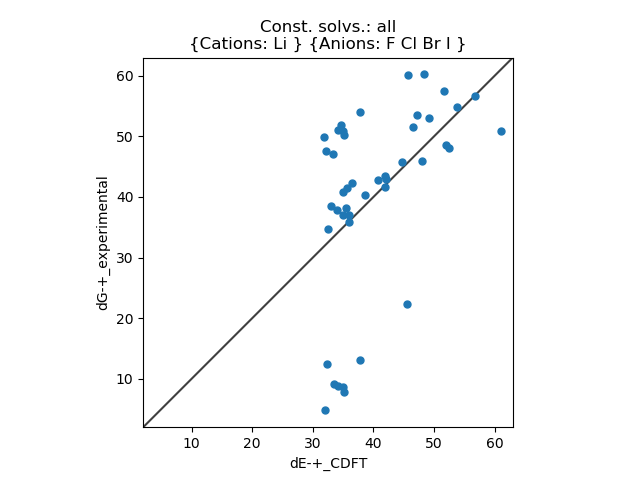 Const. solvs.: all
{Cations: Li } {Anions: F Cl Br I }
dG-+_experimental
60
50
40
30
20
10
10 20 30 40 50 60
dE-+_CDFT